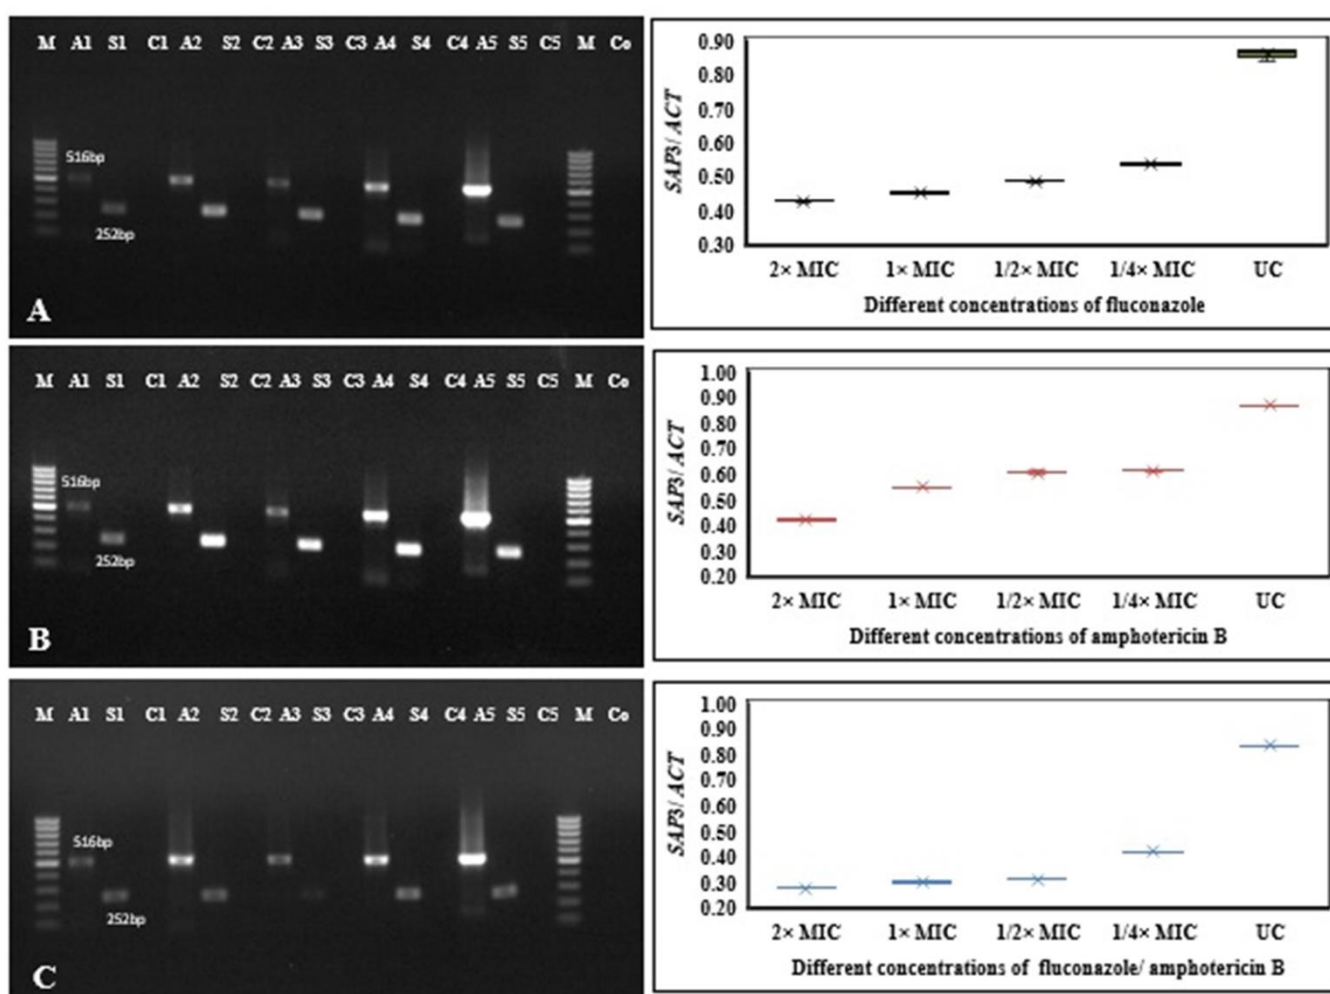 M A1 S1 C1 A2 S2 C2 A3 S3 C3 A4 S4 C4 A5 S5 C5 M Co
516bp
252bp
A
0.90
0.80
0.70
0.60
0.50
0.40
0.30
SAP3/ ACT
2× MIC 1× MIC 1/2× MIC 1/4× MIC UC
Different concentrations of fluconazole
M A1 S1 C1 A2 S2 C2 A3 S3 C3 A4 S4 C4 A5 S5 C5 M Co
516bp
252bp
B
1.00
0.90
0.80
0.70
0.60
0.50
0.40
0.30
0.20
SAP3/ ACT
2× MIC 1× MIC 1/2× MIC 1/4× MIC UC
Different concentrations of amphotericin B
M A1 S1 C1 A2 S2 C2 A3 S3 C3 A4 S4 C4 A5 S5 C5 M Co
516bp
252bp
C
1.00
0.90
0.80
0.70
0.60
0.50
0.40
0.30
0.20
SAP3/ ACT
2× MIC 1× MIC 1/2× MIC 1/4× MIC UC
Different concentrations of fluconazole/ amphotericin B